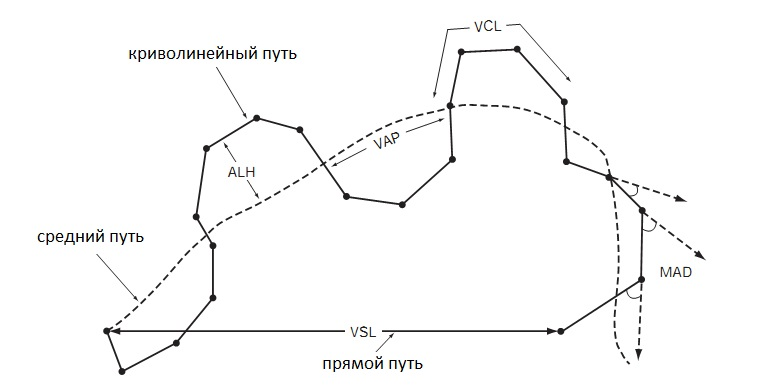 VCL
криволинейный путь
VAP
ALH
средний путь
MAD
VSL
прямой путь